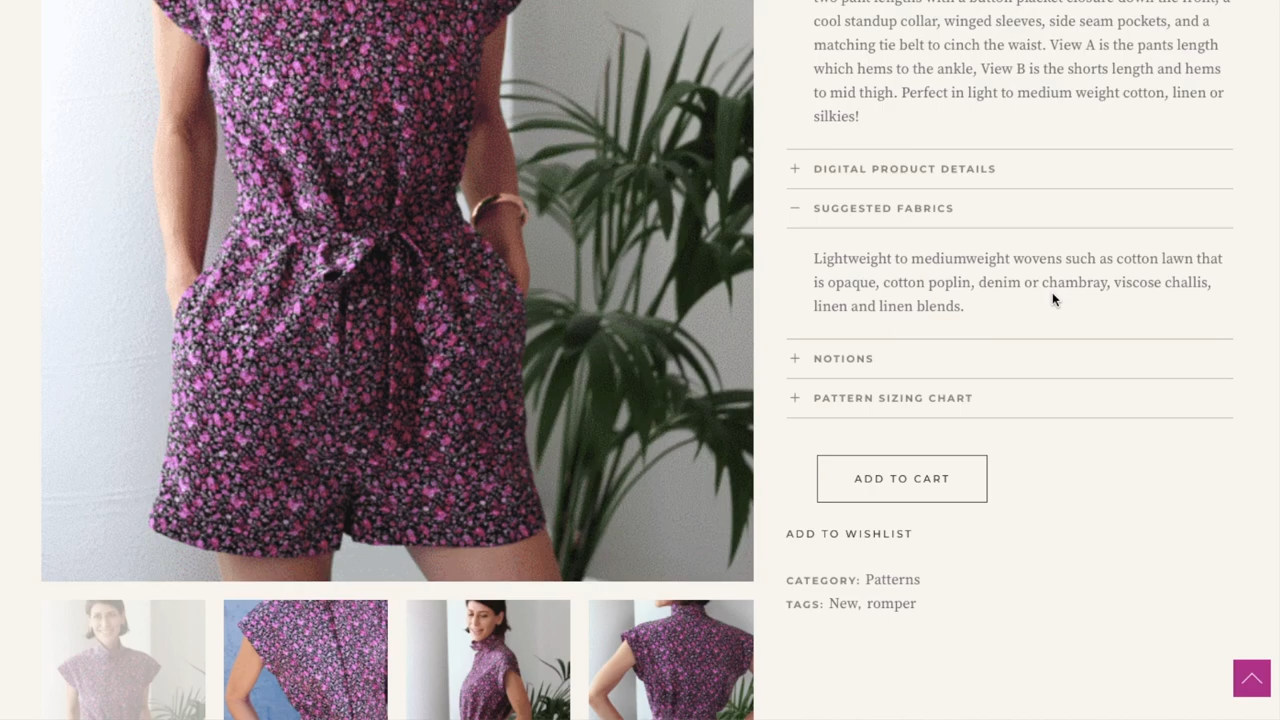 cool standup collar, winged sleeves, side seam pockets, and a
matching tie belt to cinch the waist. View A is the pants length
which hems to the ankle, View B is the shorts length and hems
to mid thigh. Perfect in light to medium weight cotton, linen or
silkies!
+ DIGITAL PRODUCT DETAILS
− SUGGESTED FABRICS
Lightweight to mediumweight wovens such as cotton lawn that
is opaque, cotton poplin, denim or chambray, viscose challis,
linen and linen blends.
+ NOTIONS
+ PATTERN SIZING CHART
ADD TO CART
ADD TO WISHLIST
CATEGORY: Patterns
TAGS: New, romper